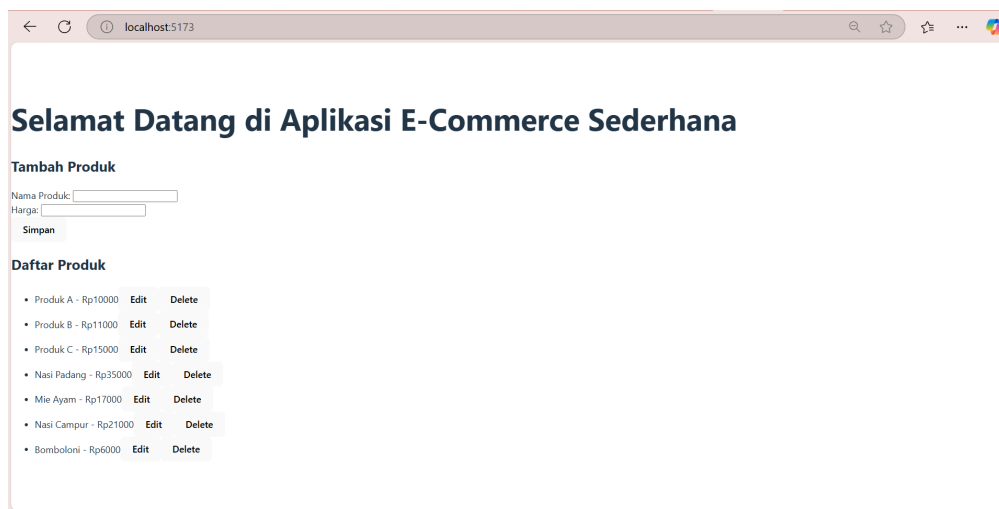 localhost:5173
Selamat Datang di Aplikasi E-Commerce Sederhana
Tambah Produk
Nama Produk:
Harga:
Simpan
Daftar Produk
• Produk A - Rp10000 Edit Delete
• Produk B - Rp11000 Edit Delete
• Produk C - Rp15000 Edit Delete
• Nasi Padang - Rp35000 Edit Delete
• Mie Ayam - Rp17000 Edit Delete
• Nasi Campur - Rp21000 Edit Delete
• Bomboloni - Rp6000 Edit Delete